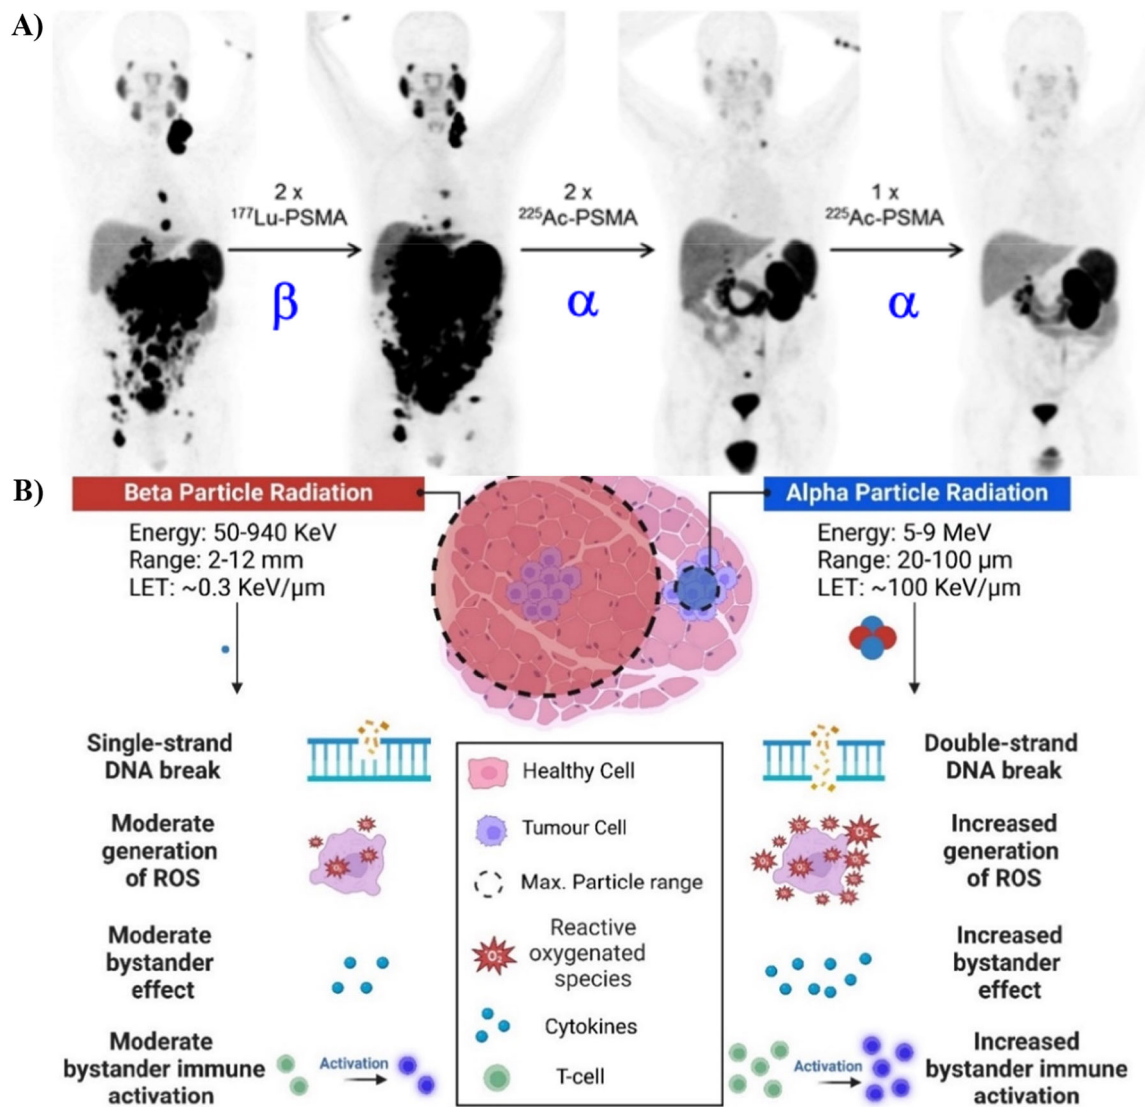 A)
2 x
¹⁷⁷Lu-PSMA
β
2 x
²²⁵Ac-PSMA
α
1 x
²²⁵Ac-PSMA
α
B)
Beta Particle Radiation
Energy: 50-940 KeV
Range: 2-12 mm
LET: ~0.3 KeV/µm
Alpha Particle Radiation
Energy: 5-9 MeV
Range: 20-100 µm
LET: ~100 KeV/µm
Single-strand
DNA break
Moderate
generation
of ROS
Moderate
bystander
effect
Moderate
bystander immune
activation
Activation
Healthy Cell
Tumour Cell
Max. Particle range
Reactive
oxygenated
species
Cytokines
T-cell
Double-strand
DNA break
Increased
generation
of ROS
Increased
bystander
effect
Increased
bystander immune
activation
Activation